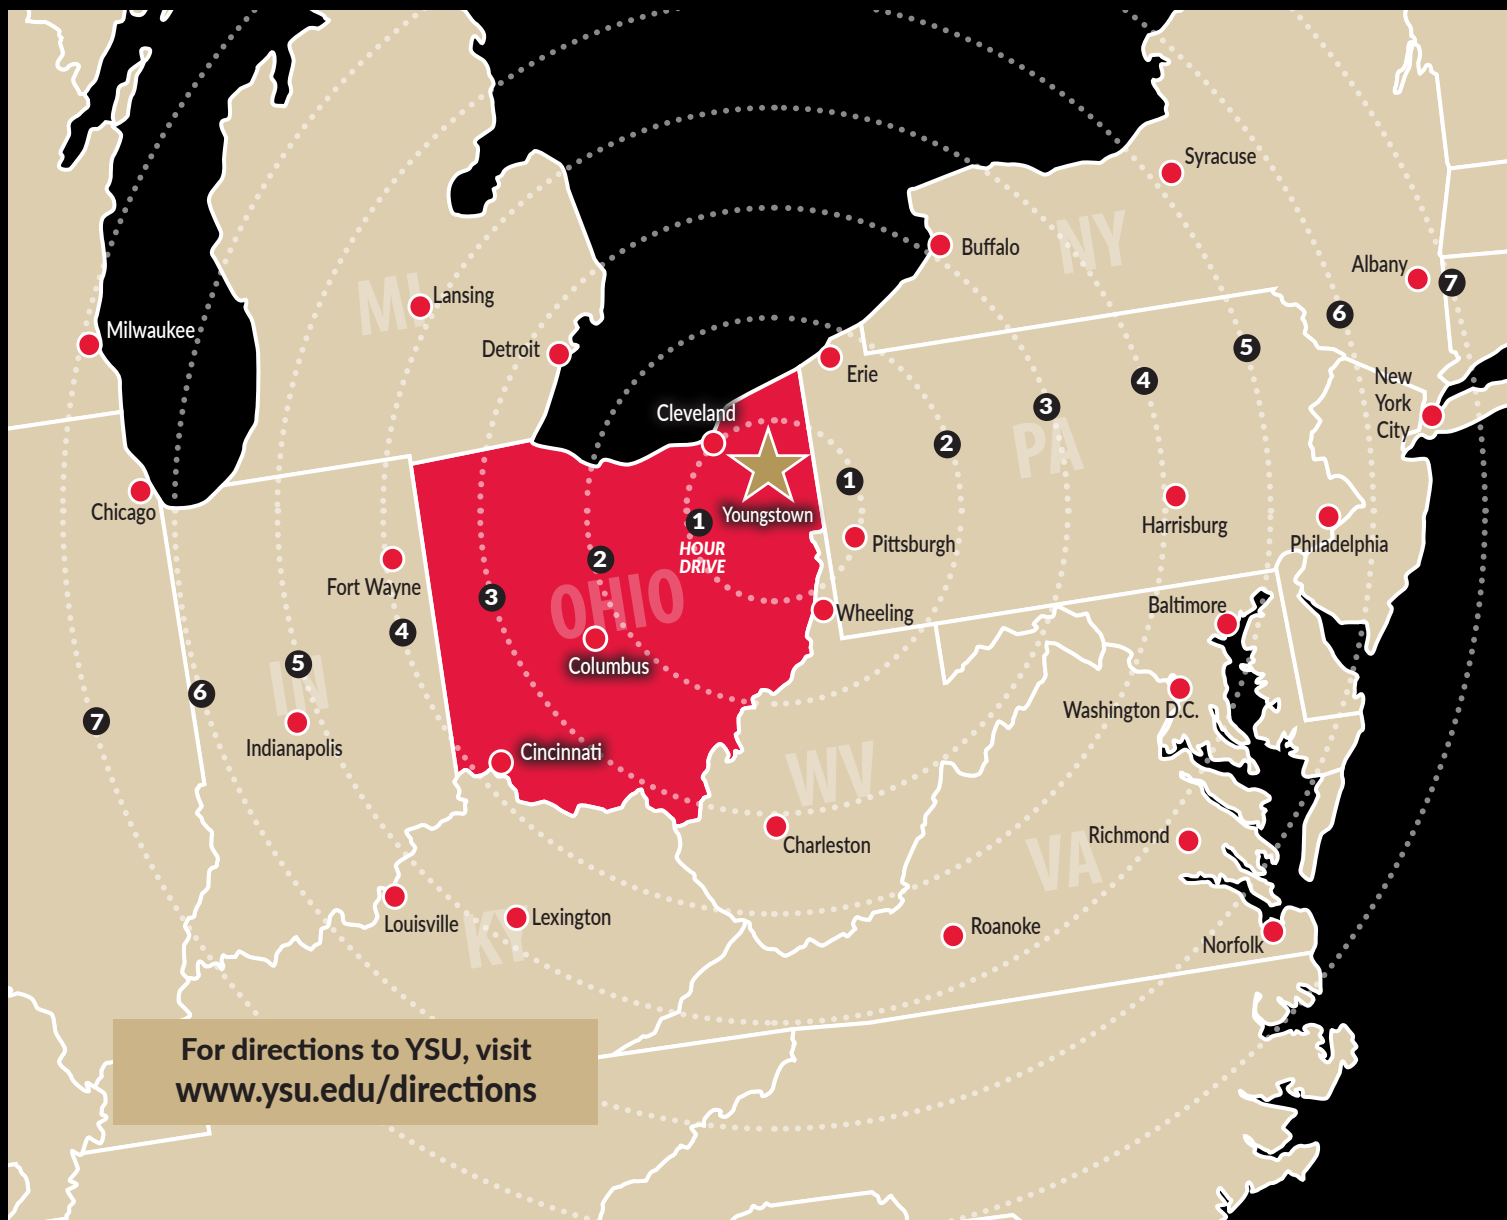 Syracuse
NY
Buffalo
Albany
7
MI
Lansing
6
Milwaukee
5
Detroit
Erie
New
York
City
4
3
Cleveland
PA
2
1
Chicago
Youngstown
1
HOUR
DRIVE
Harrisburg
Pittsburgh
Philadelphia
Fort Wayne
2
3
OHIO
Wheeling
Baltimore
4
5
Columbus
IN
6
Washington D.C.
7
Indianapolis
Cincinnati
WV
Charleston
Richmond
VA
Louisville
KY
Lexington
Roanoke
Norfolk
For directions to YSU, visit
www.ysu.edu/directions